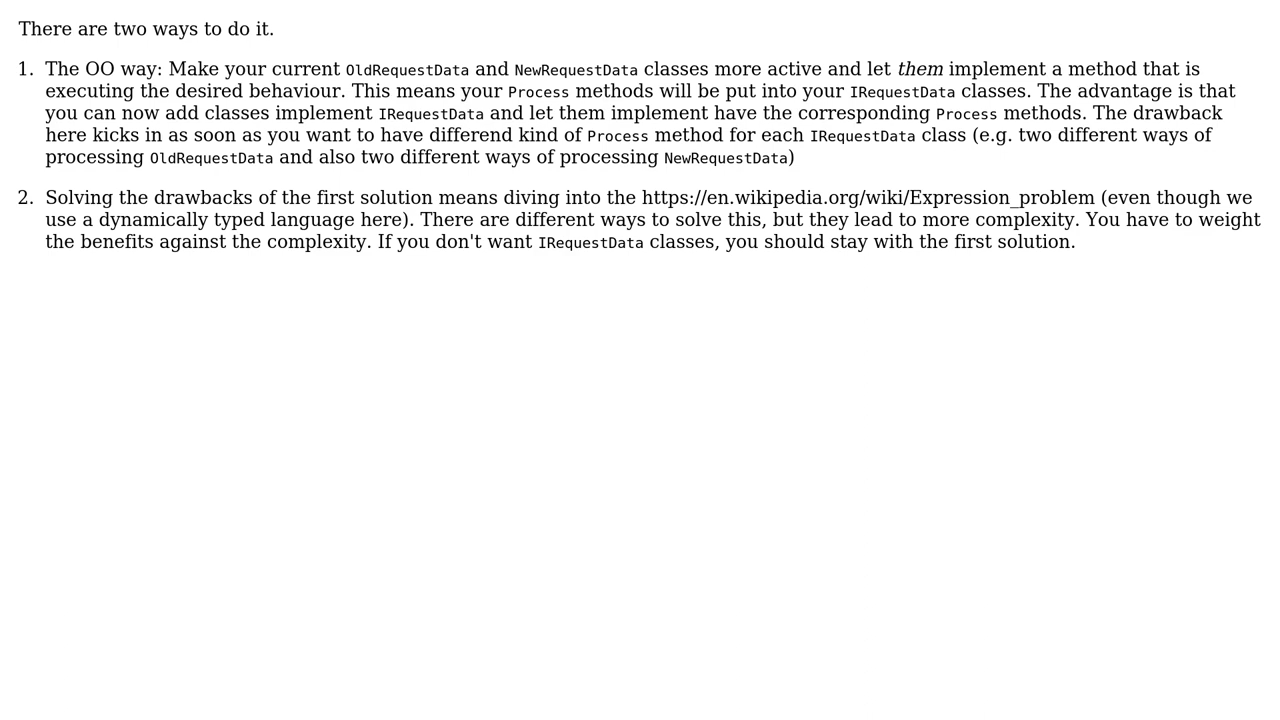 There are two ways to do it.
1. The OO way: Make your current OldRequestData and NewRequestData classes more active and let them implement a method that is
executing the desired behaviour. This means your Process methods will be put into your IRequestData classes. The advantage is that
you can now add classes implement IRequestData and let them implement have the corresponding Process methods. The drawback
here kicks in as soon as you want to have differend kind of Process method for each IRequestData class (e.g. two different ways of
processing OldRequestData and also two different ways of processing NewRequestData)
2. Solving the drawbacks of the first solution means diving into the https://en.wikipedia.org/wiki/Expression_problem (even though we
use a dynamically typed language here). There are different ways to solve this, but they lead to more complexity. You have to weight
the benefits against the complexity. If you don't want IRequestData classes, you should stay with the first solution.